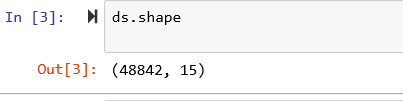 In [3]: ds.shape
Out[3]: (48842, 15)